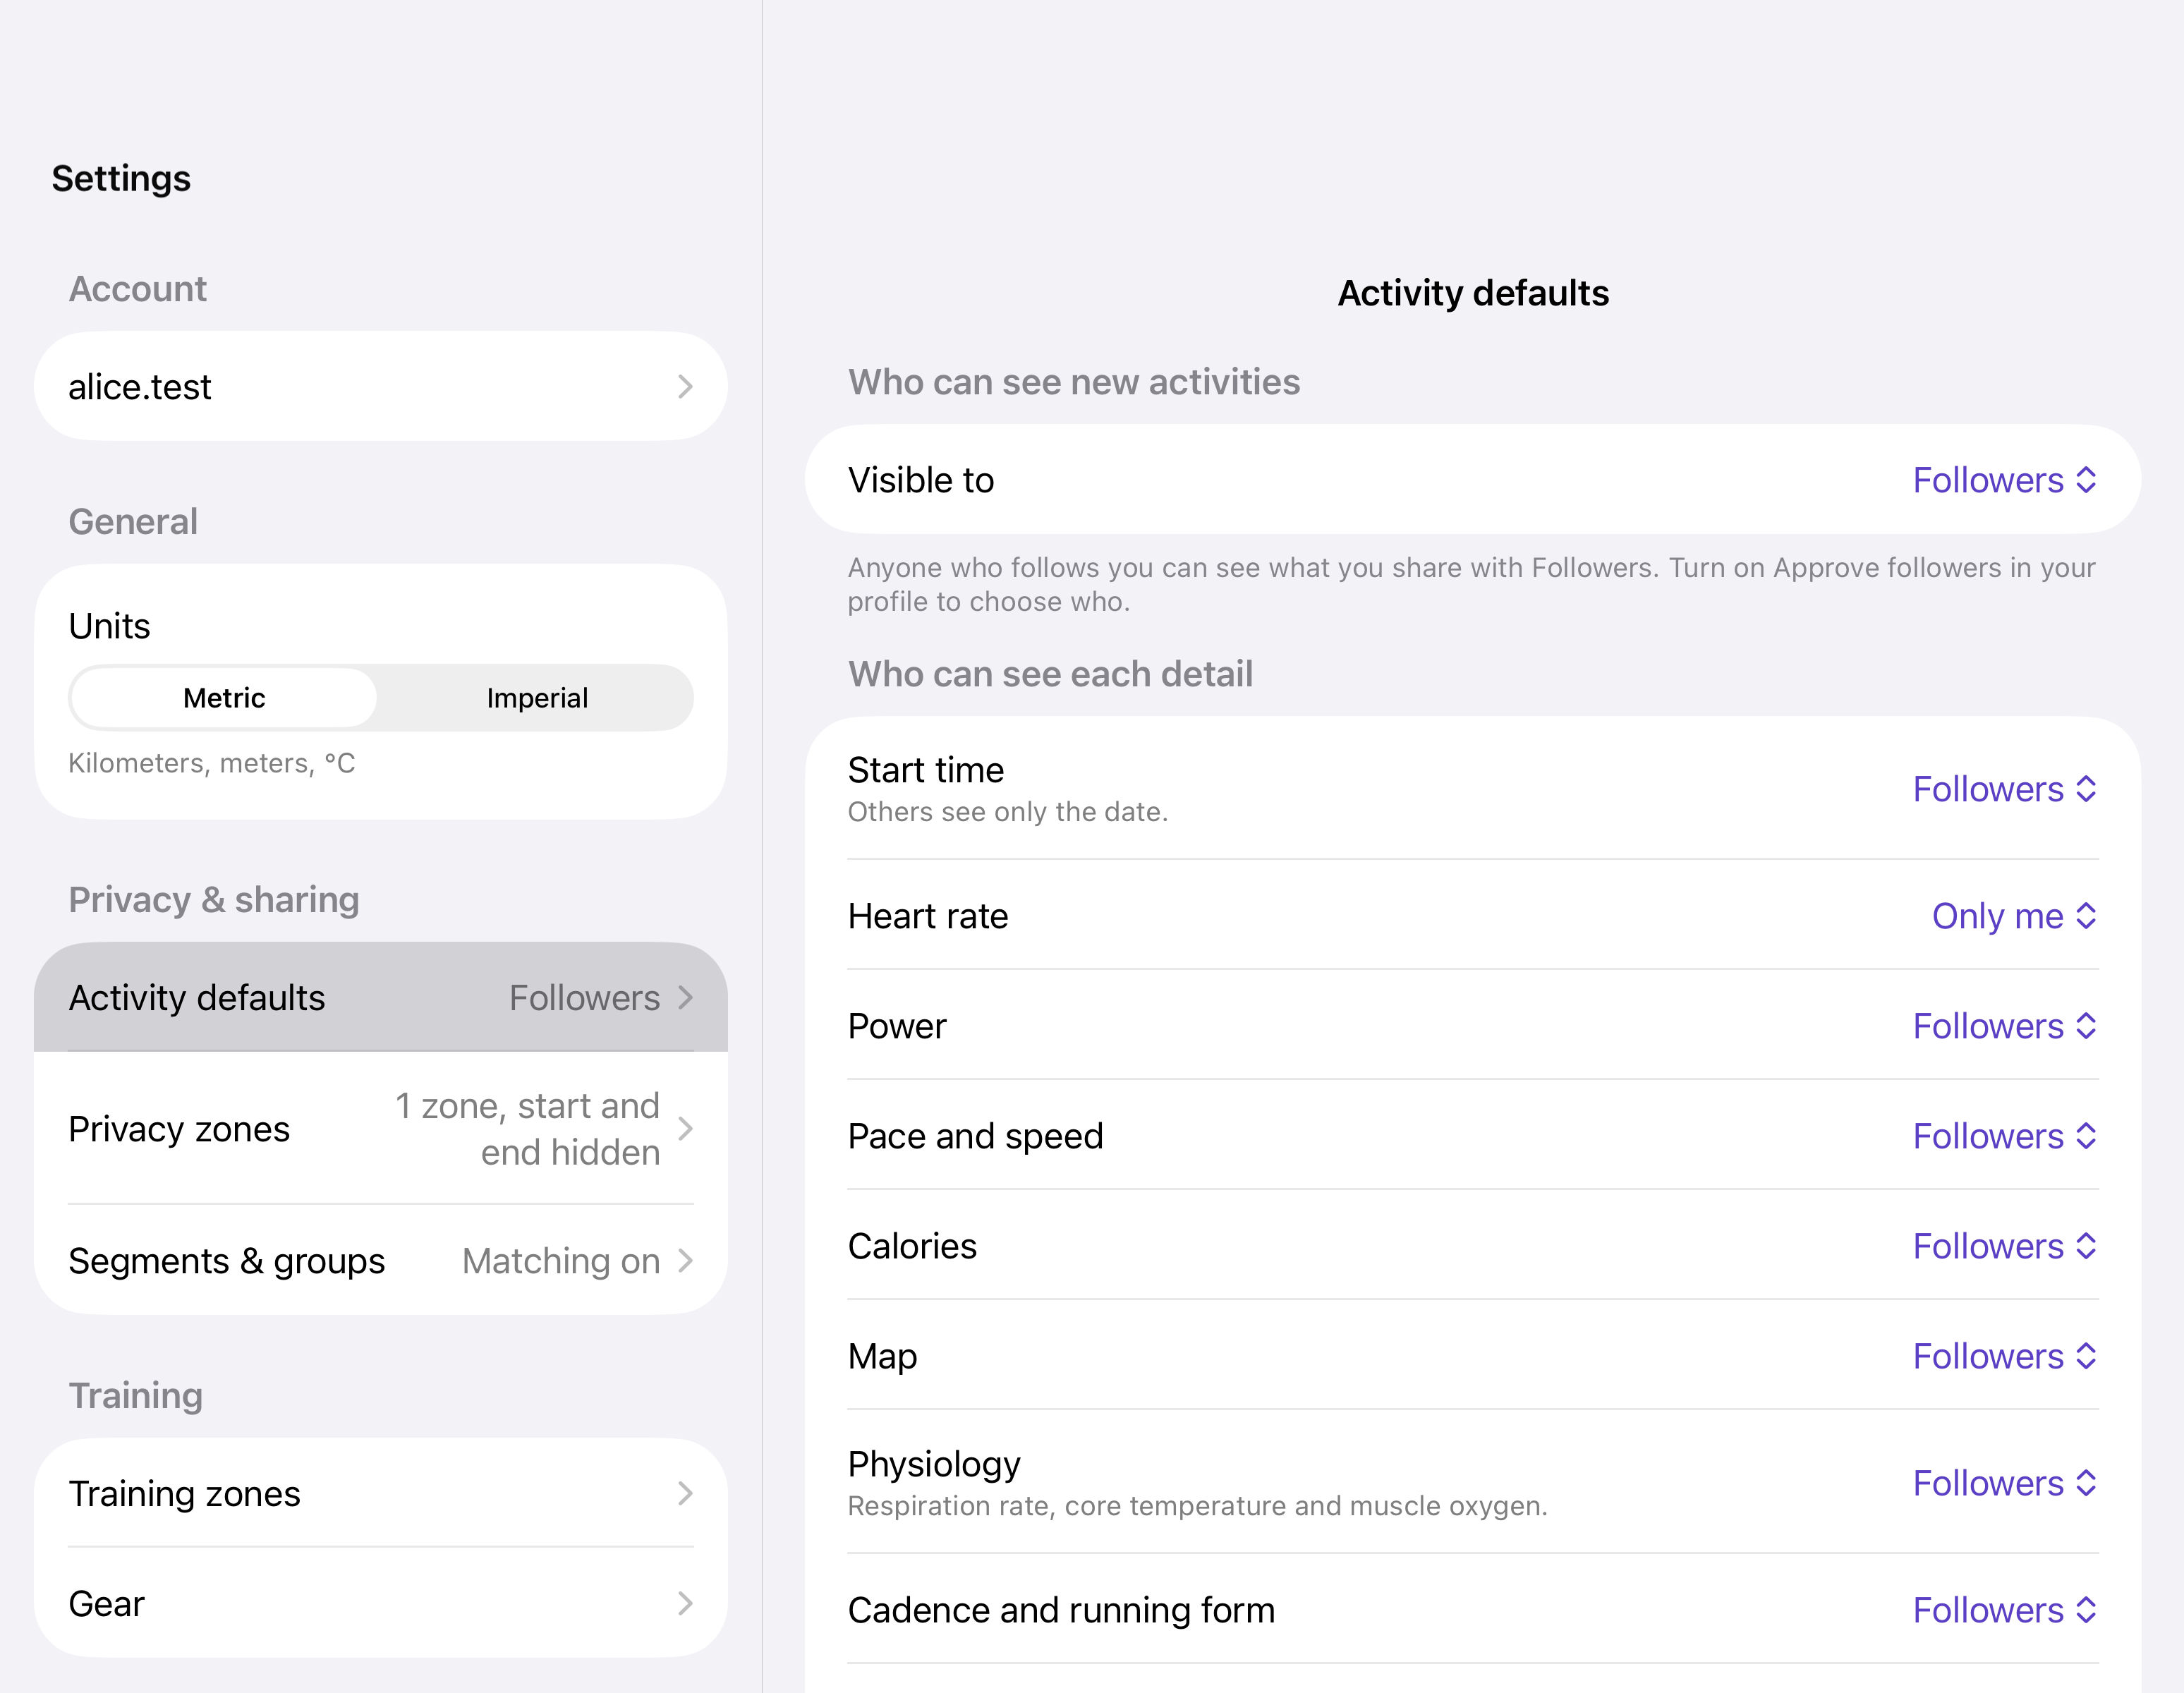 Settings
Account
alice.test
General
Units
Metric
Imperial
Kilometers, meters, °C
Privacy & sharing
Activity defaults
Followers
Privacy zones
1 zone, start and
end hidden
Segments & groups
Matching on
Training
Training zones
Gear
Activity defaults
Who can see new activities
Visible to
Followers
Anyone who follows you can see what you share with Followers. Turn on Approve followers in your
profile to choose who.
Who can see each detail
Start time
Others see only the date.
Followers
Heart rate
Only me
Power
Followers
Pace and speed
Followers
Calories
Followers
Map
Followers
Physiology
Respiration rate, core temperature and muscle oxygen.
Followers
Cadence and running form
Followers